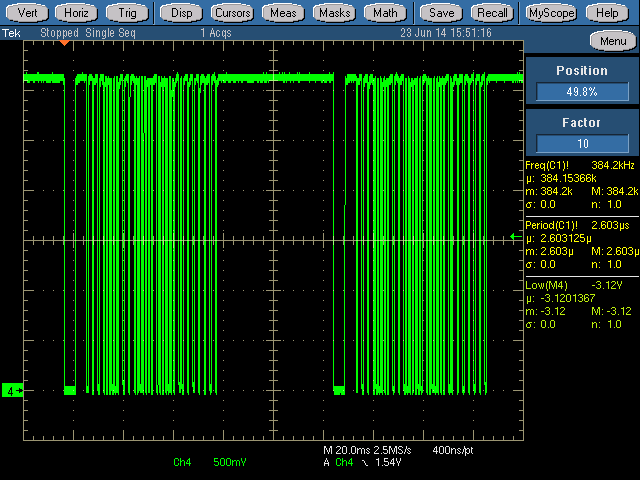 Vert Horiz Trig Disp Cursors Meas Masks Math Save Recall MyScope Help
Tek Stopped Single Seq 1 Acqs 23 Jun 14 15:51:16
Menu
Position
49.8%
Factor
10
Freq(C1)! 384.2kHz
µ: 384.15366k
m: 384.2k M: 384.2k
σ: 0.0 n: 1.0
Period(C1)! 2.603µs
µ: 2.603125µ
m: 2.603µ M: 2.603µ
σ: 0.0 n: 1.0
Low(M4) -3.12V
µ: -3.1201367
m: -3.12 M: -3.12
σ: 0.0 n: 1.0
4
M 20.0ms 2.5MS/s 400ns/pt
Ch4 500mV A Ch4 1.54V